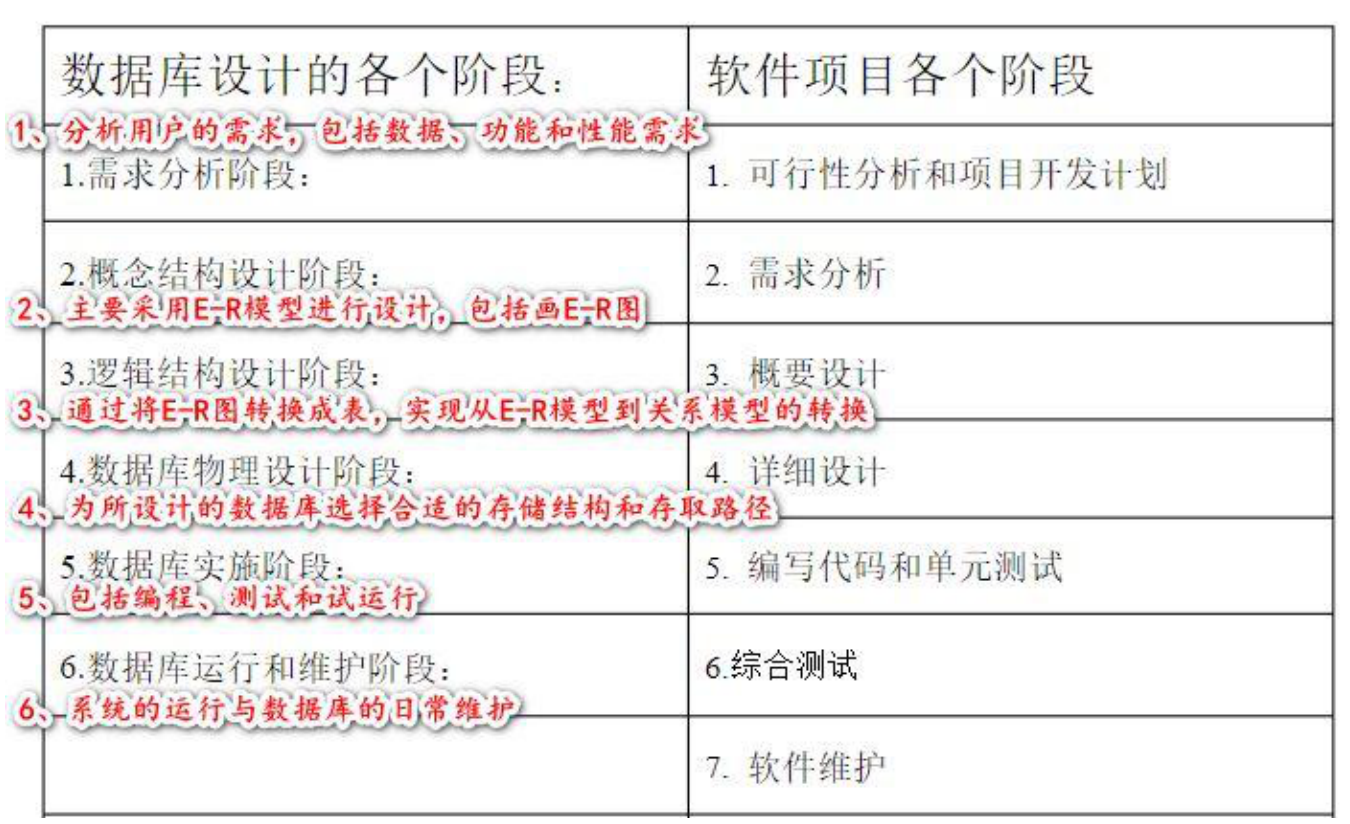 数据库设计的各个阶段：
软件项目各个阶段
1、分析用户的需求，包括数据、功能和性能需求
1.需求分析阶段：
1. 可行性分析和项目开发计划
2.概念结构设计阶段：
2. 需求分析
2、主要采用E-R模型进行设计，包括画E-R图
3.逻辑结构设计阶段：
3. 概要设计
3、通过将E-R图转换成表，实现从E-R模型到关系模型的转换
4.数据库物理设计阶段：
4. 详细设计
4、为所设计的数据库选择合适的存储结构和存取路径
5.数据库实施阶段：
5. 编写代码和单元测试
5、包括编程、测试和试运行
6.数据库运行和维护阶段：
6.综合测试
6、系统的运行与数据库的日常维护
7. 软件维护